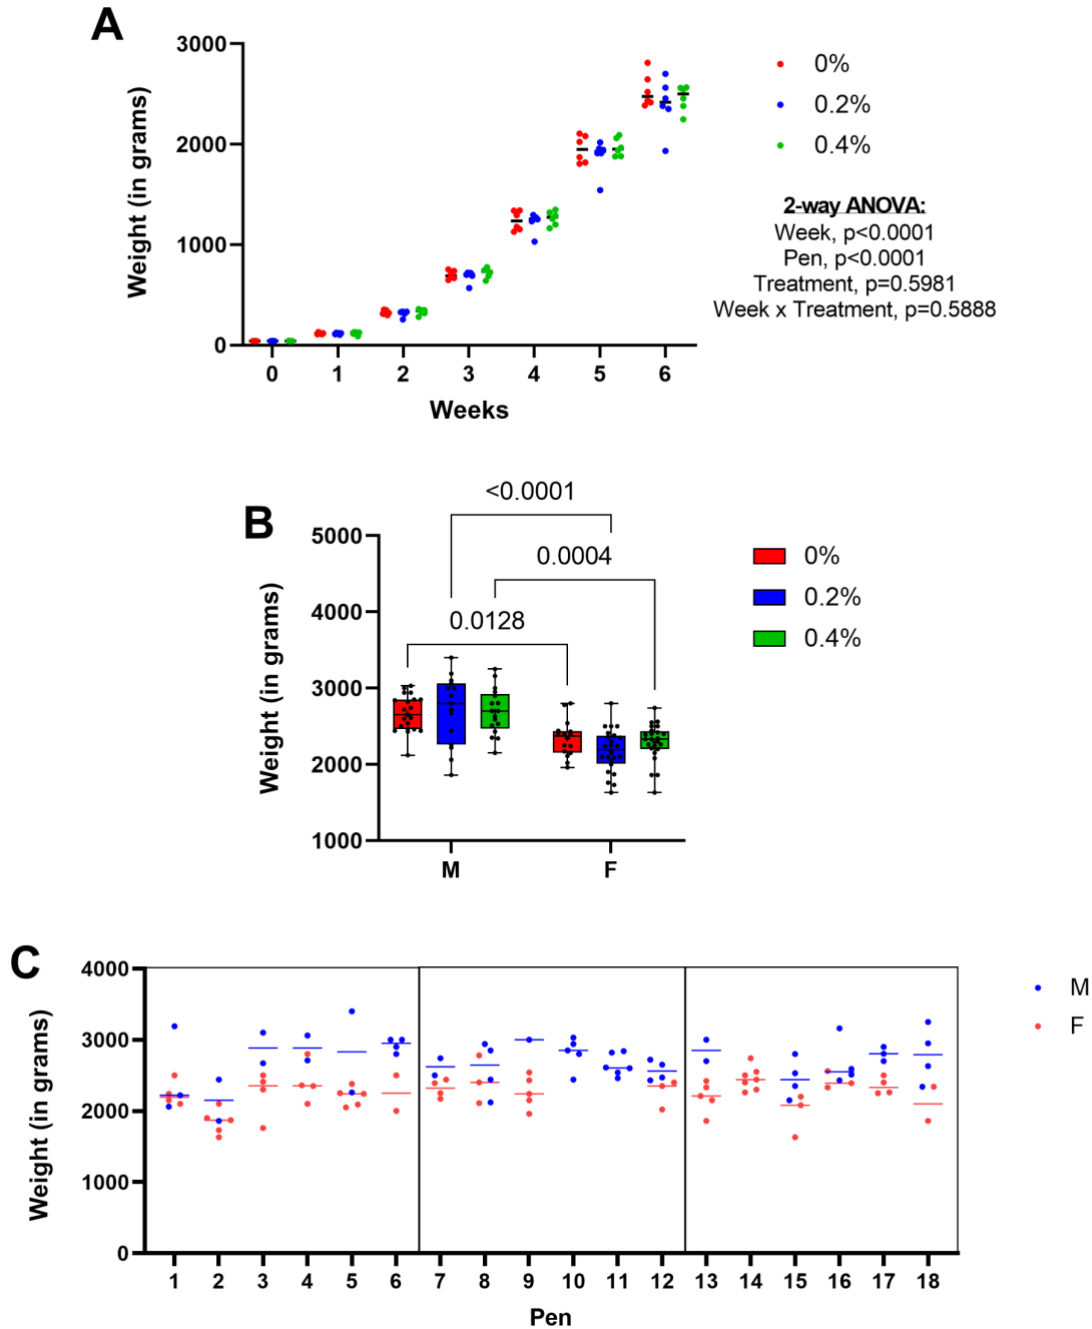 A
Weight (in grams)
3000
2000
1000
0
0 1 2 3 4 5 6
Weeks
0%
0.2%
0.4%
2-way ANOVA:
Week, p<0.0001
Pen, p<0.0001
Treatment, p=0.5981
Week x Treatment, p=0.5888
B
Weight (in grams)
5000
4000
3000
2000
1000
<0.0001
0.0004
0.0128
M F
0%
0.2%
0.4%
C
Weight (in grams)
4000
3000
2000
1000
0
1 2 3 4 5 6 7 8 9 10 11 12 13 14 15 16 17 18
Pen
M
F